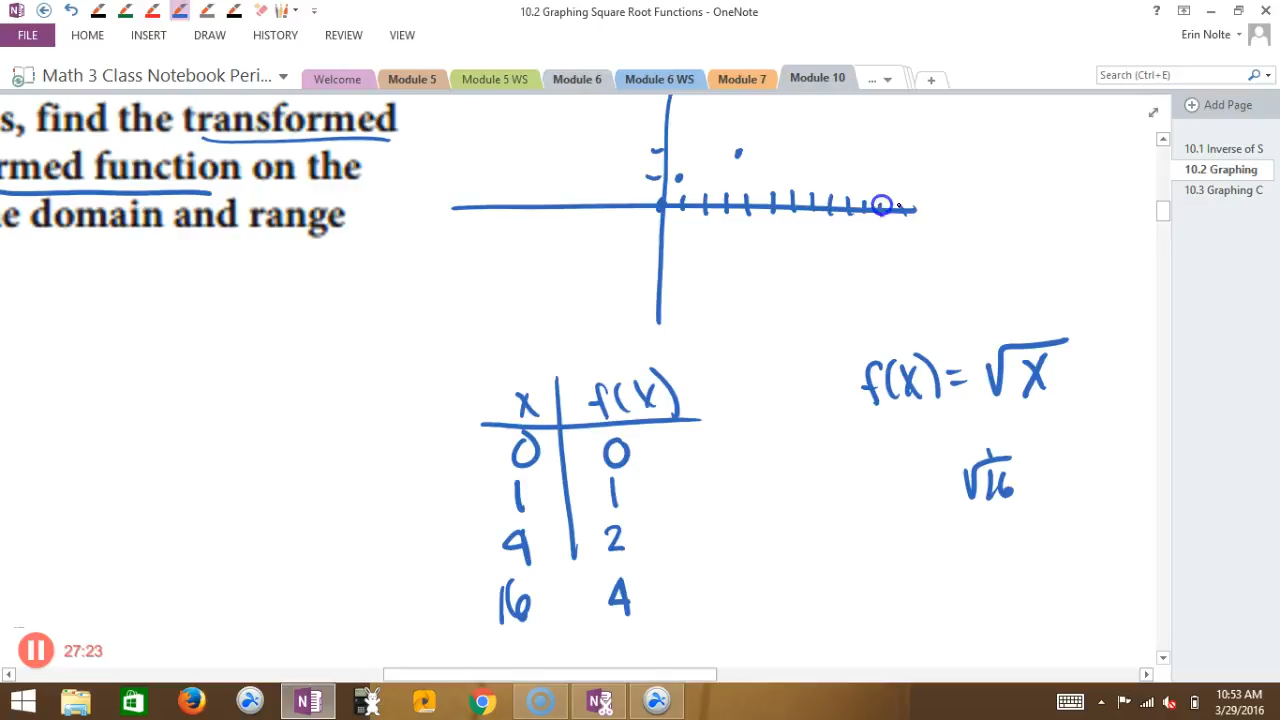 10.2 Graphing Square Root Functions - OneNote
?
FILE HOME INSERT DRAW HISTORY REVIEW VIEW
Erin Nolte
Math 3 Class Notebook Peri...
Welcome Module 5 Module 5 WS Module 6 Module 6 WS Module 7 Module 10 ... +
Search (Ctrl+E)
Add Page
10.1 Inverse of S
10.2 Graphing
10.3 Graphing C
s, find the transformed
rmed function on the
e domain and range
f(x) = √x
x f(x)
0 0
1 1
4 2
16 4
√16
27:23
10:53 AM
3/29/2016